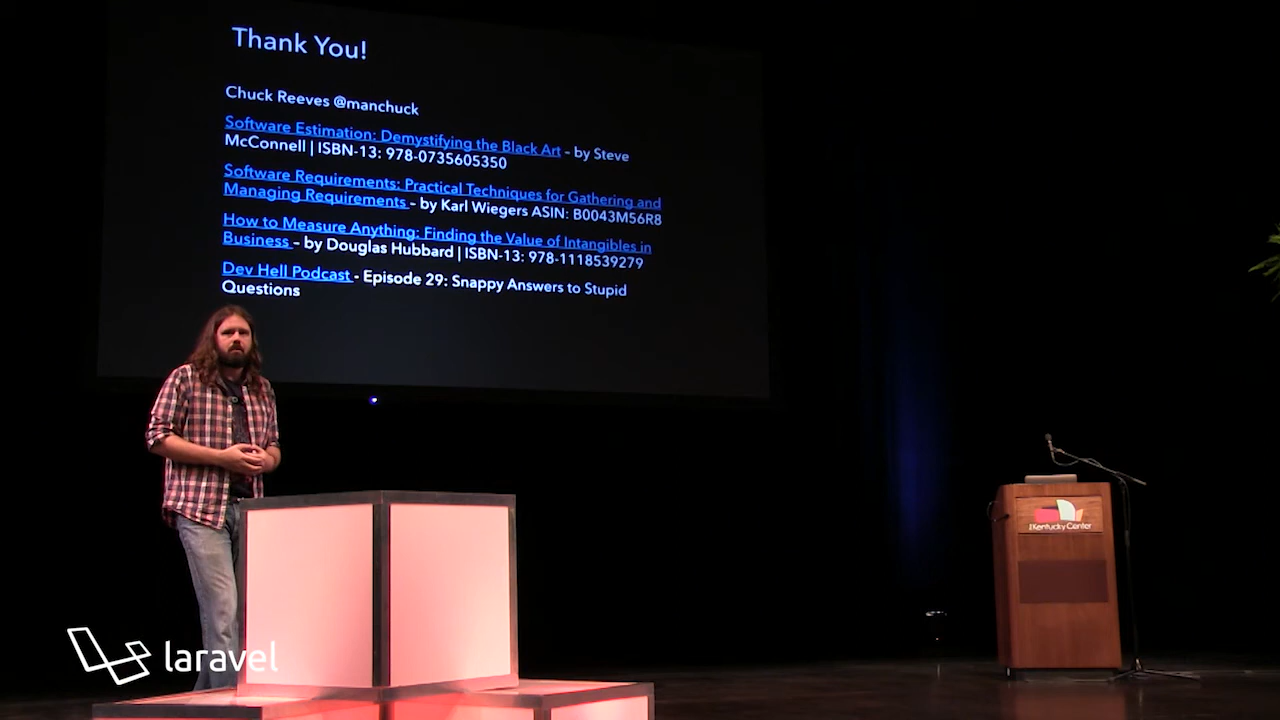 Thank You!
Chuck Reeves @manchuck
Software Estimation: Demystifying the Black Art – by Steve
McConnell | ISBN-13: 978-0735605350
Software Requirements: Practical Techniques for Gathering and
Managing Requirements – by Karl Wiegers ASIN: B0043M56R8
How to Measure Anything: Finding the Value of Intangibles in
Business – by Douglas Hubbard | ISBN-13: 978-1118539279
Dev Hell Podcast - Episode 29: Snappy Answers to Stupid
Questions
The Kentucky Center
laravel